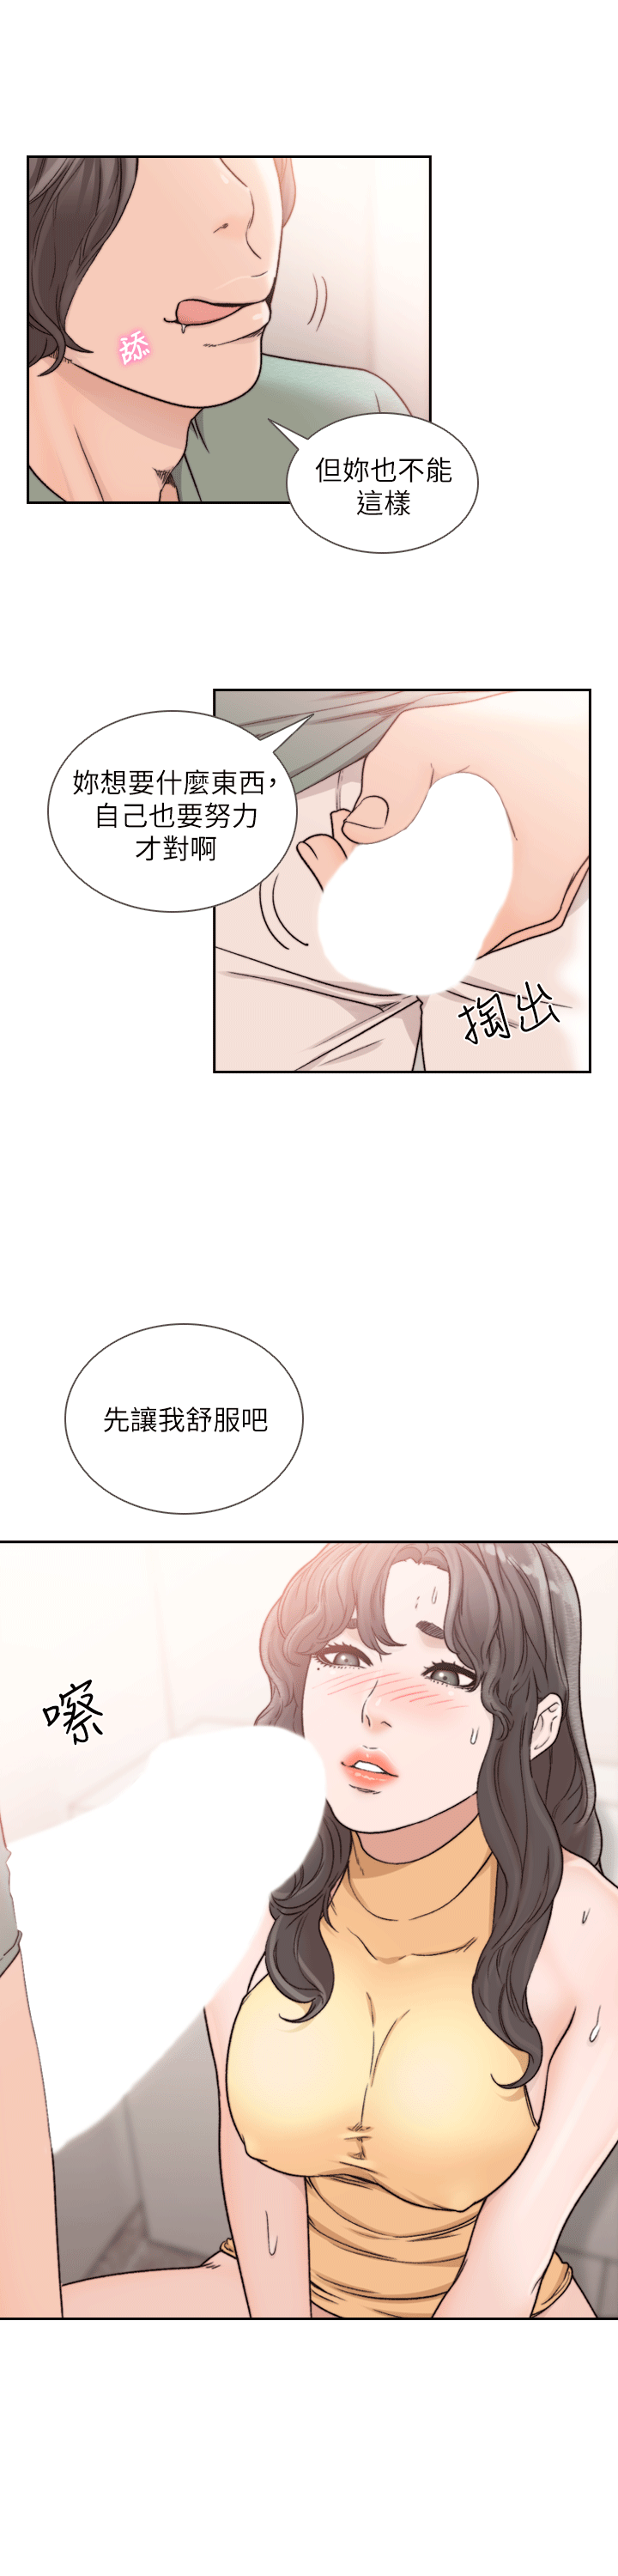 舔
但妳也不能
這樣
妳想要什麼東西，
自己也要努力
才對啊
掏出
先讓我舒服吧
嚓